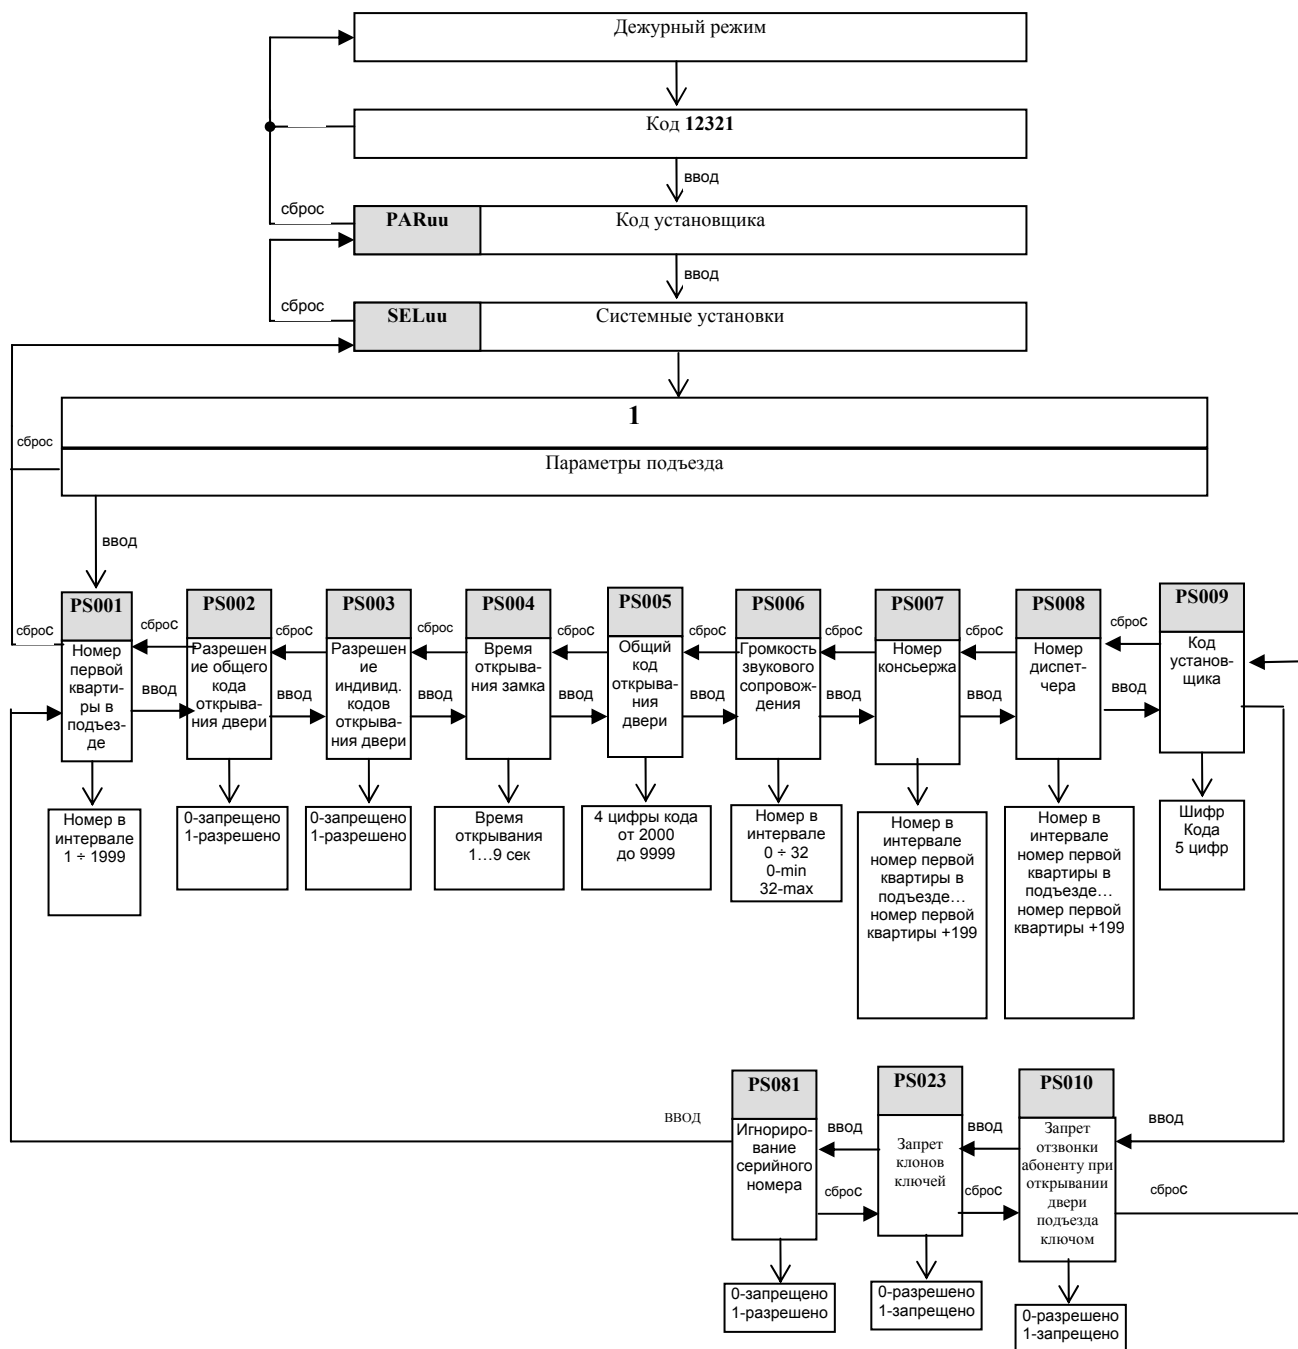 Дежурный режим
Код 12321
ввод
сброс
PARuu
Код установщика
ввод
сброс
SELuu
Системные установки
1
сброс
Параметры подъезда
ввод
PS001
PS002
PS003
PS004
PS005
PS006
PS007
PS008
PS009
сброс
сброс
сброс
сброс
сброс
сброс
сброс
сброс
сброс
Номер
первой
кварти-
ры в
подъез-
де
Разрешен
ие общего
кода
открыва-
ния двери
Разрешен
ие
индивид.
кодов
открыва-
ния двери
Время
открыва-
ния замка
Общий
код
открыва-
ния
двери
Громкость
звукового
сопровож-
дения
Номер
консьержа
Номер
диспет-
чера
Код
установ-
щика
ввод
ввод
ввод
ввод
ввод
ввод
ввод
ввод
Номер в
интервале
1 ÷ 1999
0-запрещено
1-разрешено
0-запрещено
1-разрешено
Время
открывания
1…9 сек
4 цифры кода
от 2000
до 9999
Номер в
интервале
0 ÷ 32
0-min
32-max
Номер в
интервале
номер первой
квартиры в
подъезде…
номер первой
квартиры +199
Номер в
интервале
номер первой
квартиры в
подъезде…
номер первой
квартиры +199
Шифр
Кода
5 цифр
PS081
PS023
PS010
ввод
ввод
ввод
ввод
Игнориро-
вание
серийного
номера
Запрет
клонов
ключей
Запрет
отзвонки
абоненту при
открывании
двери
подъезда
ключом
сброс
сброс
сброс
0-запрещено
1-разрешено
0-разрешено
1-запрещено
0-разрешено
1-запрещено